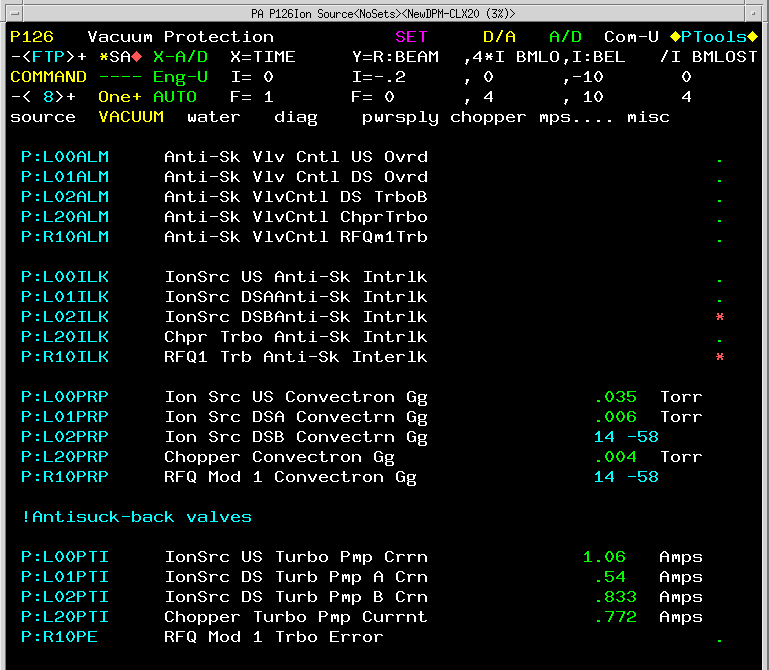 PA P126Ion Source<NoSets><NewDPM-CLX20 (3%)>
P126 Vacuum Protection SET D/A A/D Com-U ◆PTools◆
-<FTP>+ *SA◆ X-A/D X=TIME Y=R:BEAM ,4*I BMLO,I:BEL /I BMLOST
COMMAND ---- Eng-U I= 0 I=-.2 , 0 ,-10 0
-< 8>+ One+ AUTO F= 1 F= 0 , 4 , 10 4
source VACUUM water diag pwrsply chopper mps.... misc
P:L00ALM Anti-Sk Vlv Cntl US Ovrd .
P:L01ALM Anti-Sk Vlv Cntl DS Ovrd .
P:L02ALM Anti-Sk VlvCntl DS TrboB .
P:L20ALM Anti-Sk VlvCntl ChprTrbo .
P:R10ALM Anti-Sk VlvCntl RFQm1Trb .
P:L00ILK IonSrc US Anti-Sk Intrlk .
P:L01ILK IonSrc DSAAnti-Sk Intrlk .
P:L02ILK IonSrc DSBAnti-Sk Intrlk *
P:L20ILK Chpr Trbo Anti-Sk Intrlk .
P:R10ILK RFQ1 Trb Anti-Sk Interlk *
P:L00PRP Ion Src US Convectron Gg .035 Torr
P:L01PRP Ion Src DSA Convectrn Gg .006 Torr
P:L02PRP Ion Src DSB Convectrn Gg 14 -58
P:L20PRP Chopper Convectron Gg .004 Torr
P:R10PRP RFQ Mod 1 Convectron Gg 14 -58
!Antisuck-back valves
P:L00PTI IonSrc US Turbo Pmp Crrn 1.06 Amps
P:L01PTI IonSrc DS Turb Pmp A Crn .54 Amps
P:L02PTI IonSrc DS Turb Pmp B Crn .833 Amps
P:L20PTI Chopper Turbo Pmp Currnt .772 Amps
P:R10PE RFQ Mod 1 Trbo Error .